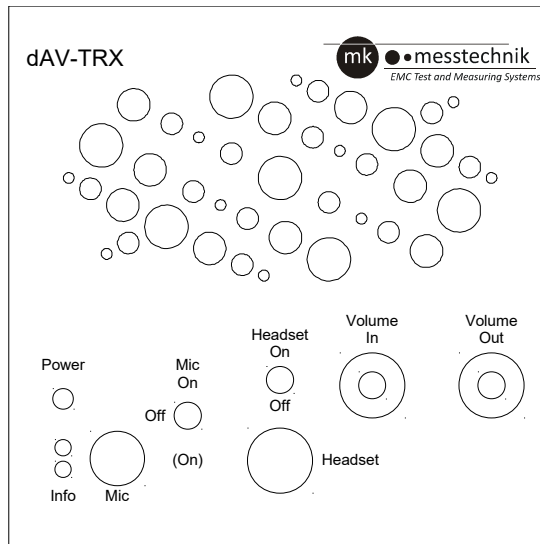 dAV-TRX
mk messtechnik
EMC Test and Measuring Systems
Volume In
Volume Out
Headset On
Power
Mic On
Off
Off
(On)
Headset
Info
Mic